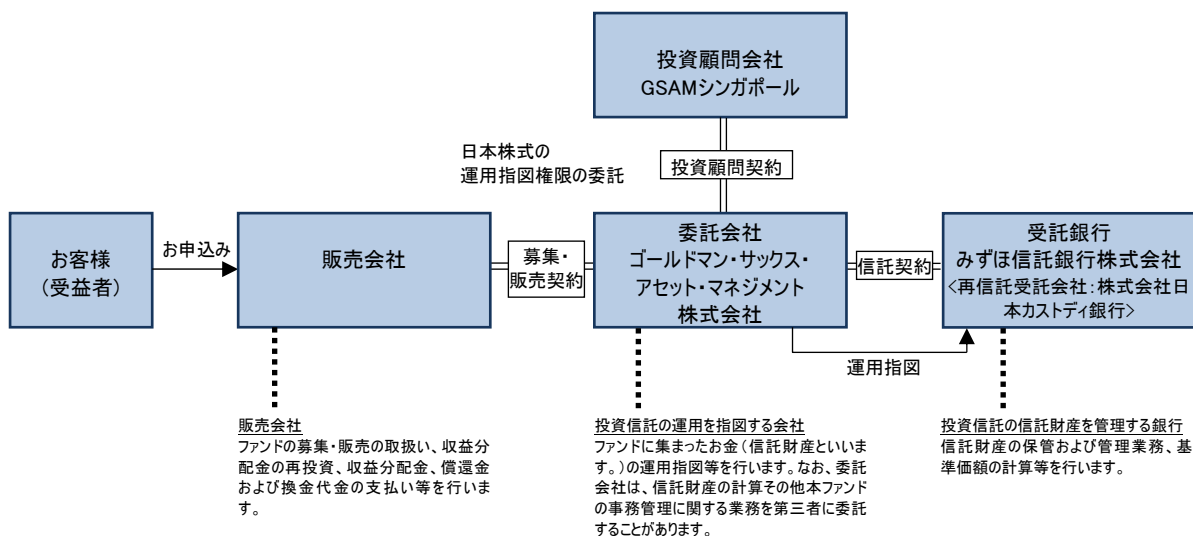 投資顧問会社
GSAMシンガポール
日本株式の
運用指図権限の委託
投資顧問契約
お客様
(受益者)
お申込み
販売会社
募集・
販売契約
委託会社
ゴールドマン・サックス・
アセット・マネジメント
株式会社
信託契約
受託銀行
みずほ信託銀行株式会社
<再信託受託会社：株式会社日
本カストディ銀行>
運用指図
販売会社
ファンドの募集・販売の取扱い、収益分
配金の再投資、収益分配金、償還金
および換金代金の支払い等を行いま
す。
投資信託の運用を指図する会社
ファンドに集まったお金(信託財産といいま
す。)の運用指図等を行います。なお、委託
会社は、信託財産の計算その他本ファンド
の事務管理に関する業務を第三者に委託
することがあります。
投資信託の信託財産を管理する銀行
信託財産の保管および管理業務、基
準価額の計算等を行います。